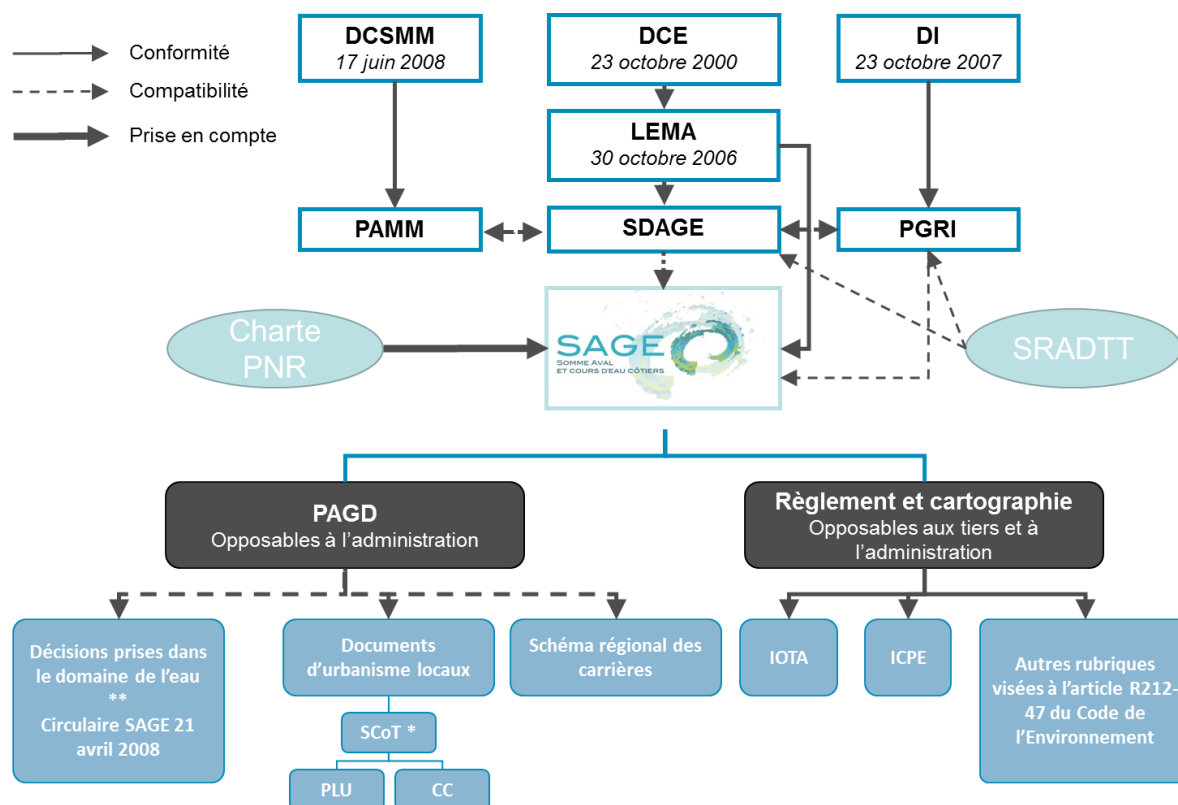 Conformité
Compatibilité
Prise en compte
DCSMM
17 juin 2008
DCE
23 octobre 2000
DI
23 octobre 2007
LEMA
30 octobre 2006
PAMM
SDAGE
PGRI
Charte
PNR
SAGE
SOMME AVAL
ET COURS D'EAU CÔTIERS
SRADTT
PAGD
Opposables à l’administration
Règlement et cartographie
Opposables aux tiers et à
l’administration
Décisions prises dans
le domaine de l’eau
**
Circulaire SAGE 21
avril 2008
Documents
d’urbanisme locaux
Schéma régional des
carrières
IOTA
ICPE
Autres rubriques
visées à l’article R212-
47 du Code de
l’Environnement
SCoT *
PLU
CC